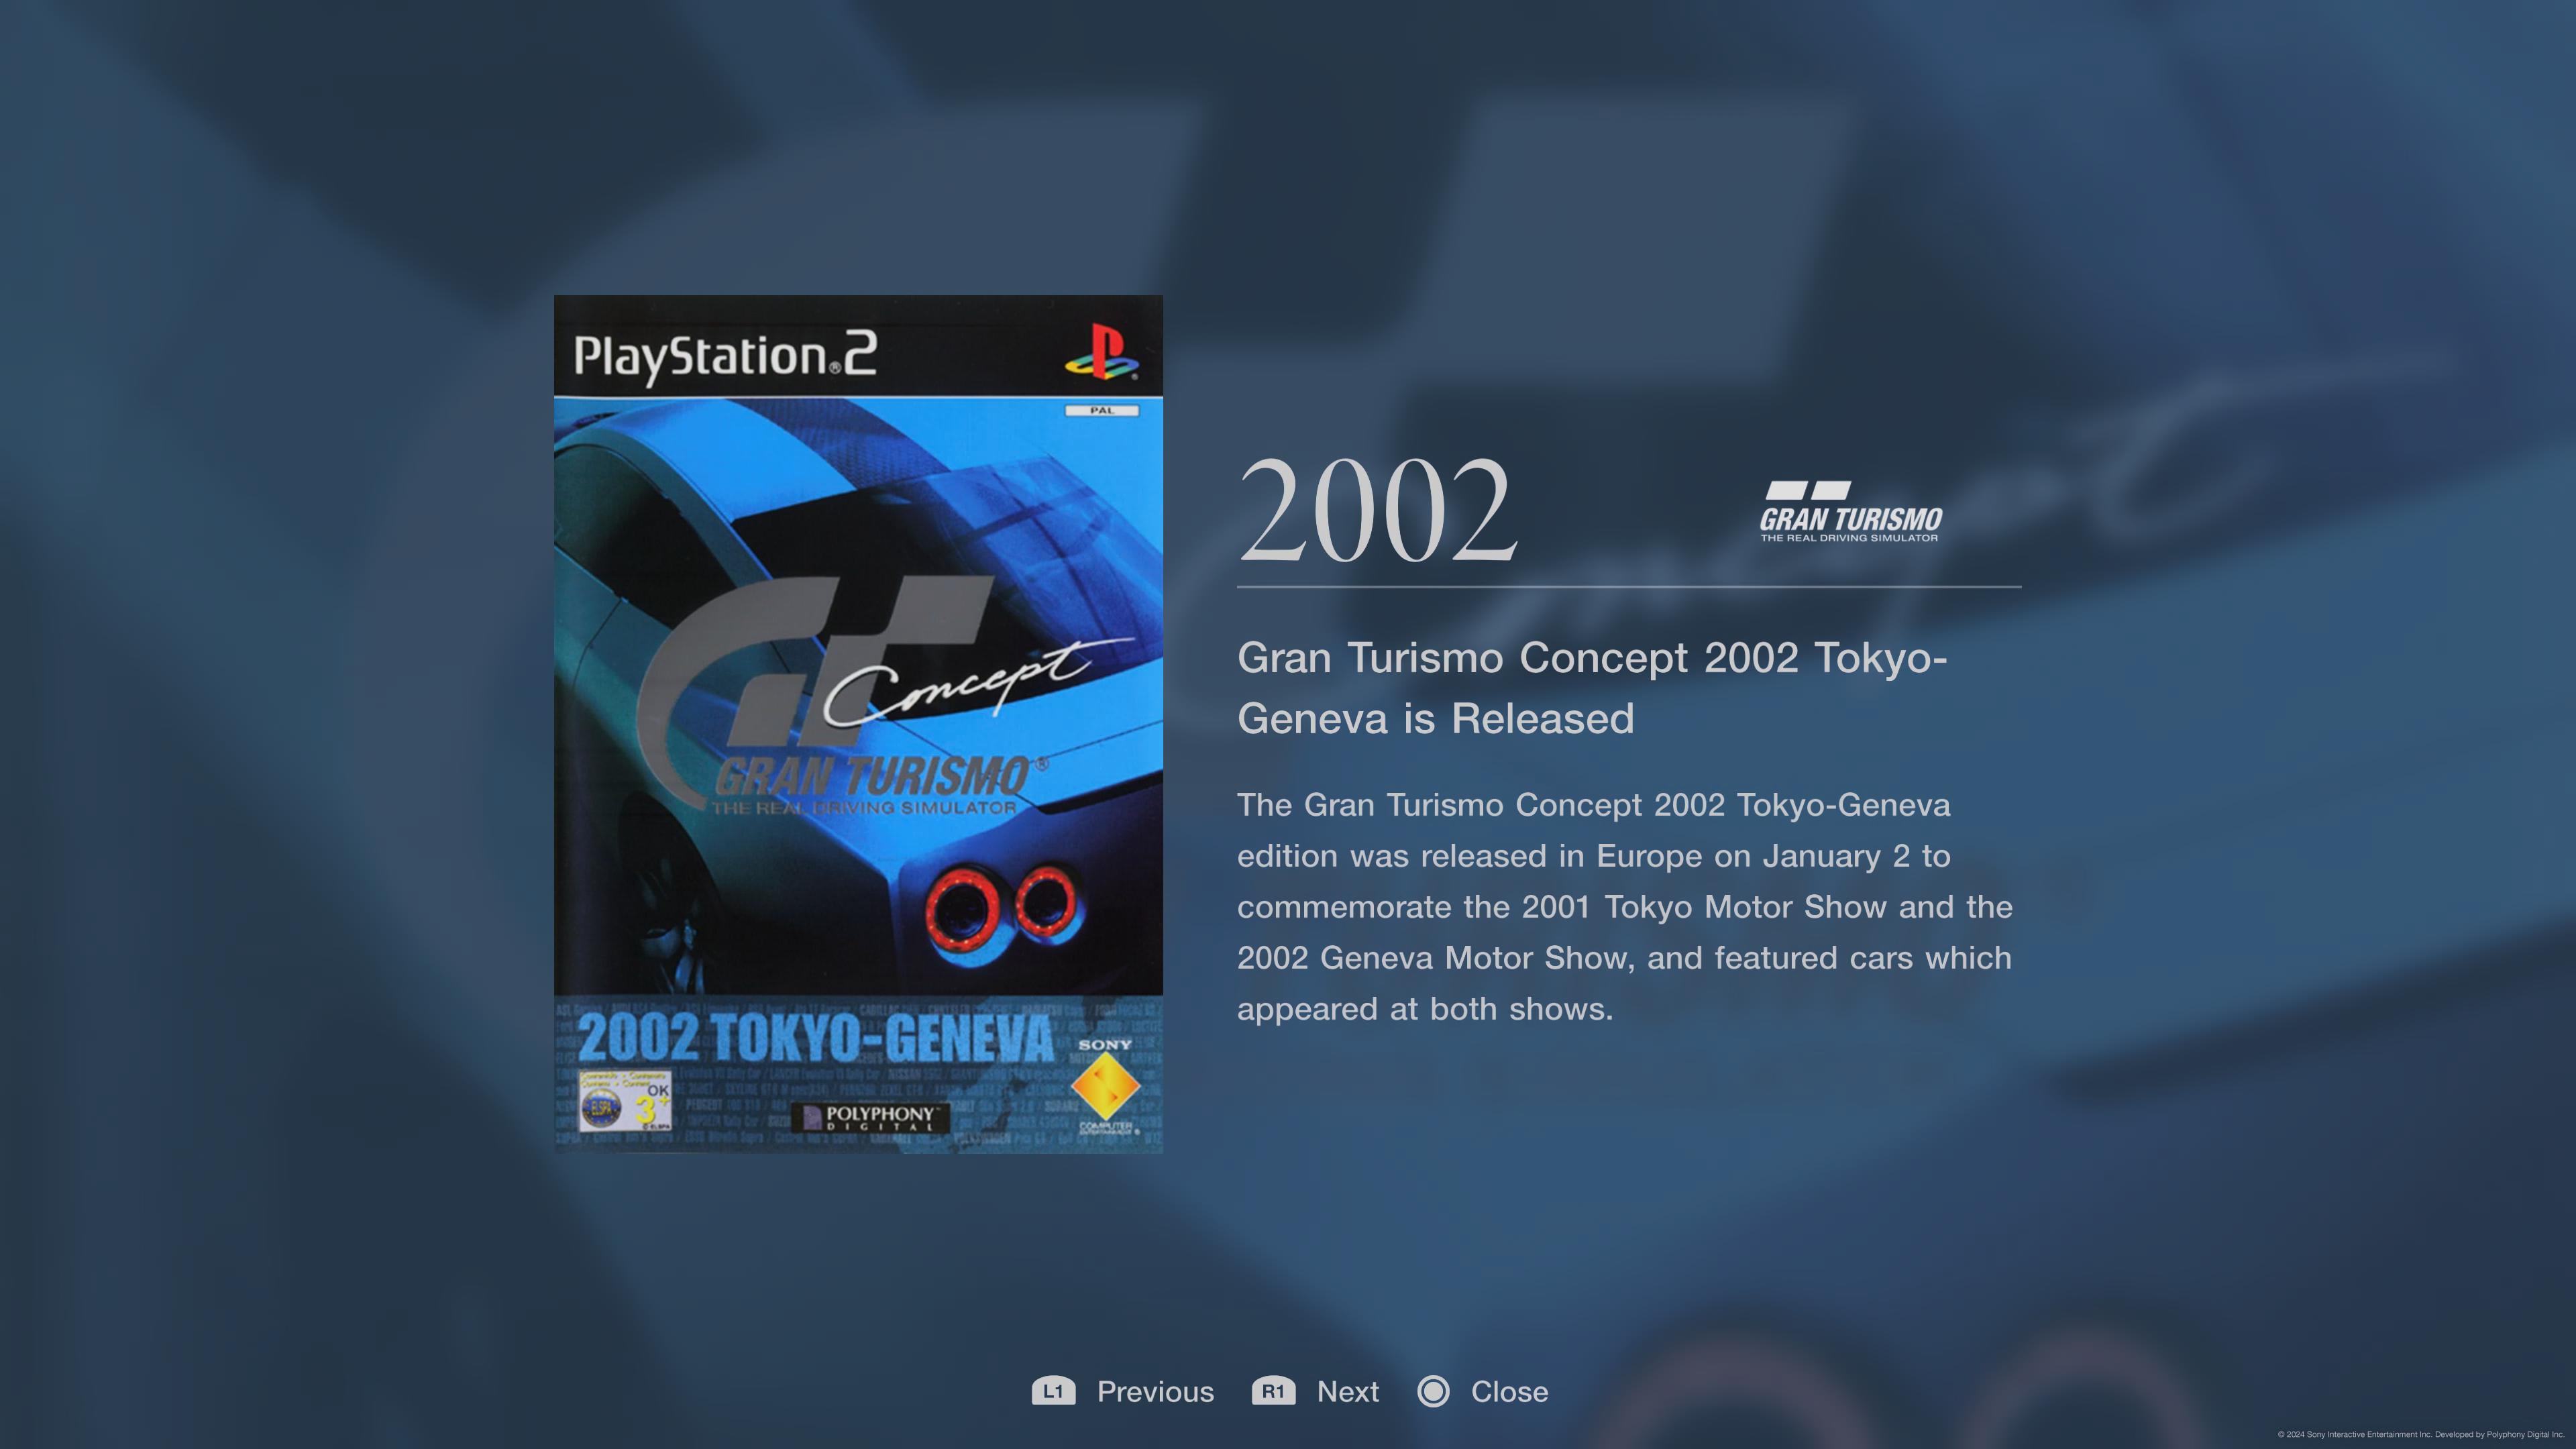 PlayStation®2
PAL
Concept
GRAN TURISMO®
THE REAL DRIVING SIMULATOR
2002 TOKYO-GENEVA
SONY
OK
ELSPA
3+
© ELSPA
POLYPHONY
DIGITAL
COMPUTER
ENTERTAINMENT®
2002
GRAN TURISMO
THE REAL DRIVING SIMULATOR
Gran Turismo Concept 2002 Tokyo-
Geneva is Released
The Gran Turismo Concept 2002 Tokyo-Geneva
edition was released in Europe on January 2 to
commemorate the 2001 Tokyo Motor Show and the
2002 Geneva Motor Show, and featured cars which
appeared at both shows.
L1 Previous R1 Next Close
© 2024 Sony Interactive Entertainment Inc. Developed by Polyphony Digital Inc.